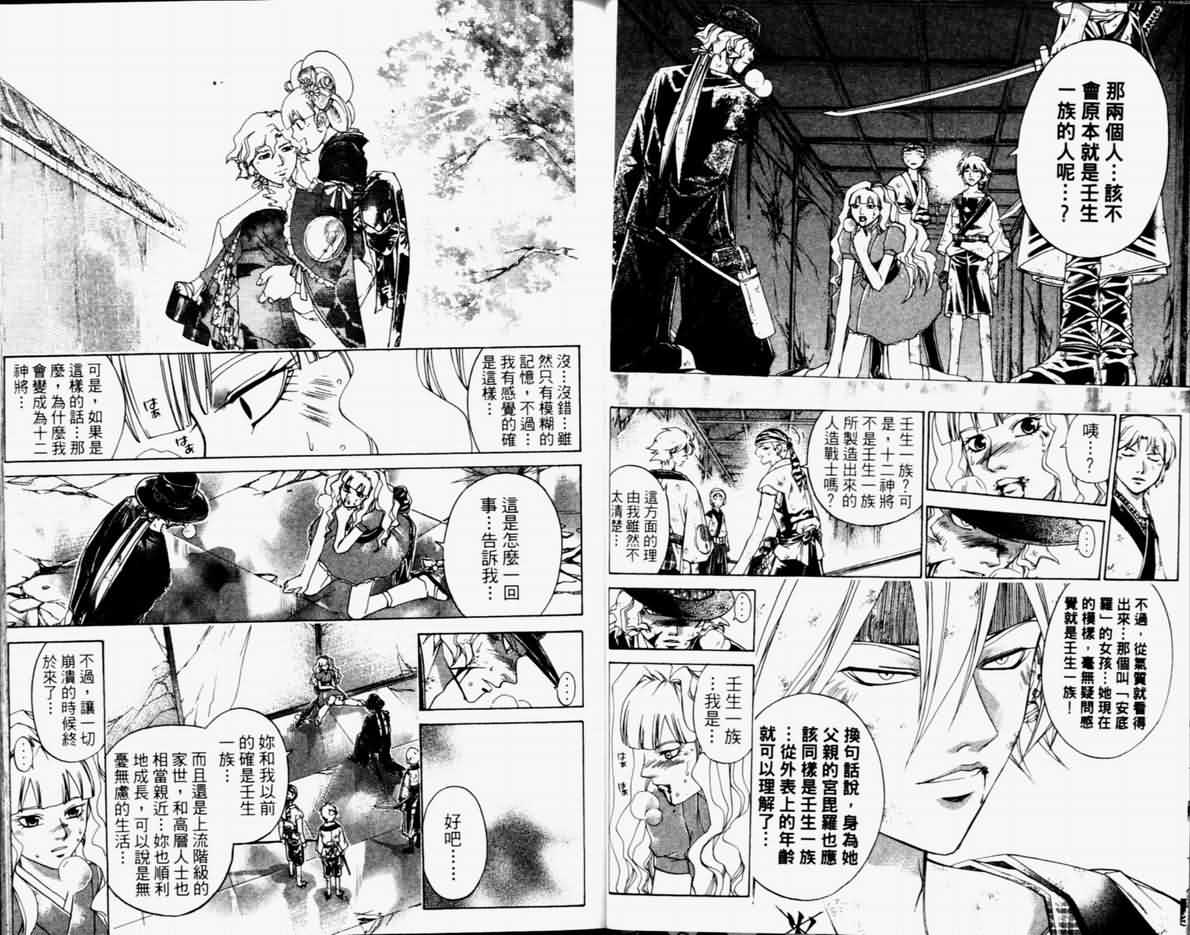 那兩個人…該不
會原本就是壬生
一族的人呢…?
咦…?
…
壬生一族?可
是,十二神將
不是壬生一族
所製造出來的
人造戰士嗎?
這方面的理
由我雖然不
太清楚…
不過,從氣質就看得
出來…那個叫「安底
羅」的女孩…她現在
的模樣,毫無疑問感
覺就是壬生一族!
換句話說,身為她
父親的宮毘羅也應
該同樣是壬生一族
…從外表上的年齡
就可以理解了…
…
壬生一族
…我是…
はぁ
はぁ
沒…沒錯…雖
然只有模糊的
記憶,不過…
我有感覺的確
是這樣…
はぁ
はぁ
可是,如果是
這樣的話…那
麼,為什麼我
會變成為十二
神將…
這是怎麼一回
事…告訴我…
…
好吧……
妳和我以前
的確是壬生
一族…
而且還是上流階級的
家世,和高層人士也
相當親近…妳也順利
地成長,可以說是無
憂無慮的生活…
不過,讓一切
崩潰的時候終
於來了…
…